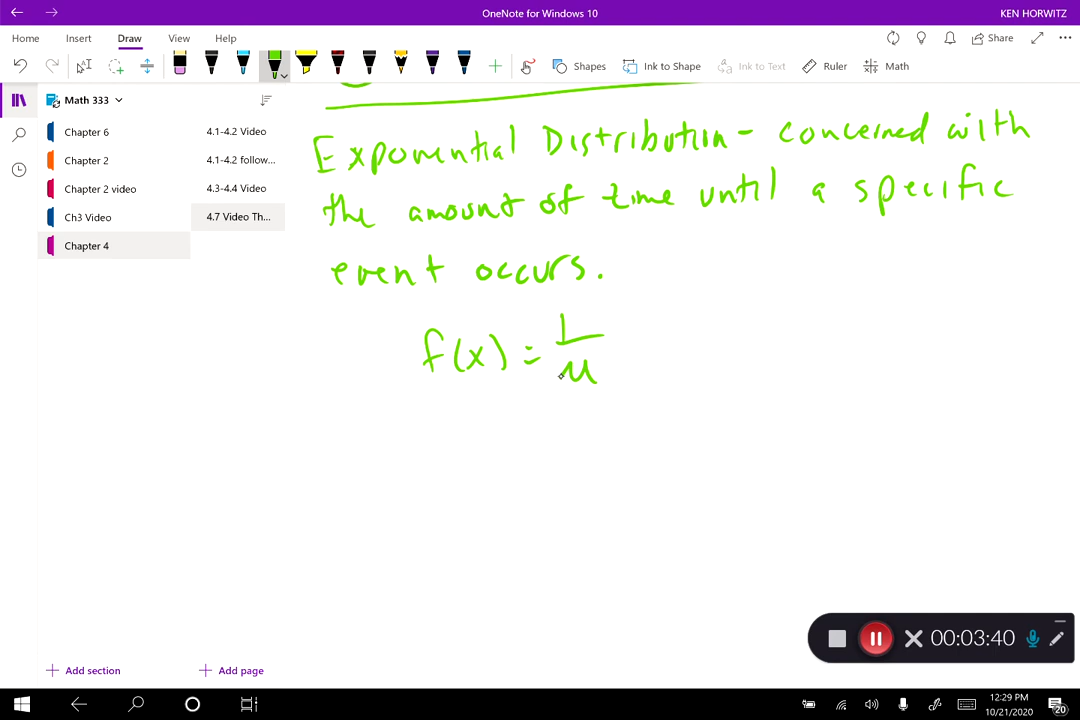 OneNote for Windows 10
KEN HORWITZ
Home Insert Draw View Help
Share
Shapes Ink to Shape Ink to Text Ruler Math
Math 333
Chapter 6
Chapter 2
Chapter 2 video
Ch3 Video
Chapter 4
4.1-4.2 Video
4.1-4.2 follow...
4.3-4.4 Video
4.7 Video Th...
Exponential Distribution - concerned with
the amount of time until a specific
event occurs.
f(x) = 1/μ
00:03:40
Add section
Add page
12:29 PM
10/21/2020
20